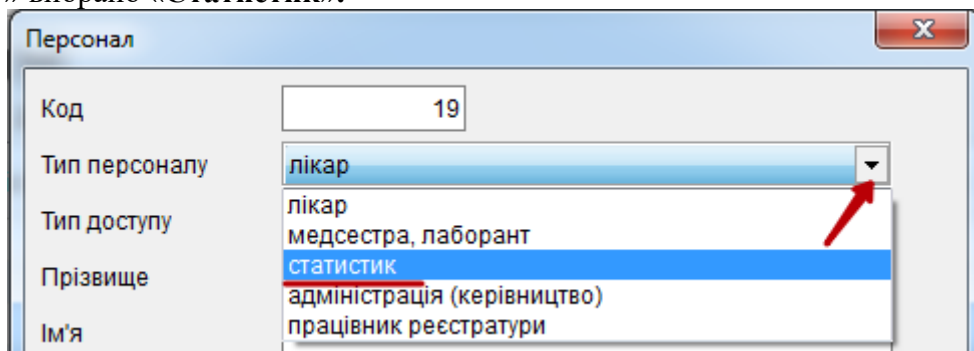 Персонал
Код 19
Тип персоналу лікар
лікар
Тип доступу
медсестра, лаборант
статистик
Прізвище
адміністрація (керівництво)
працівник реєстратури
Ім'я